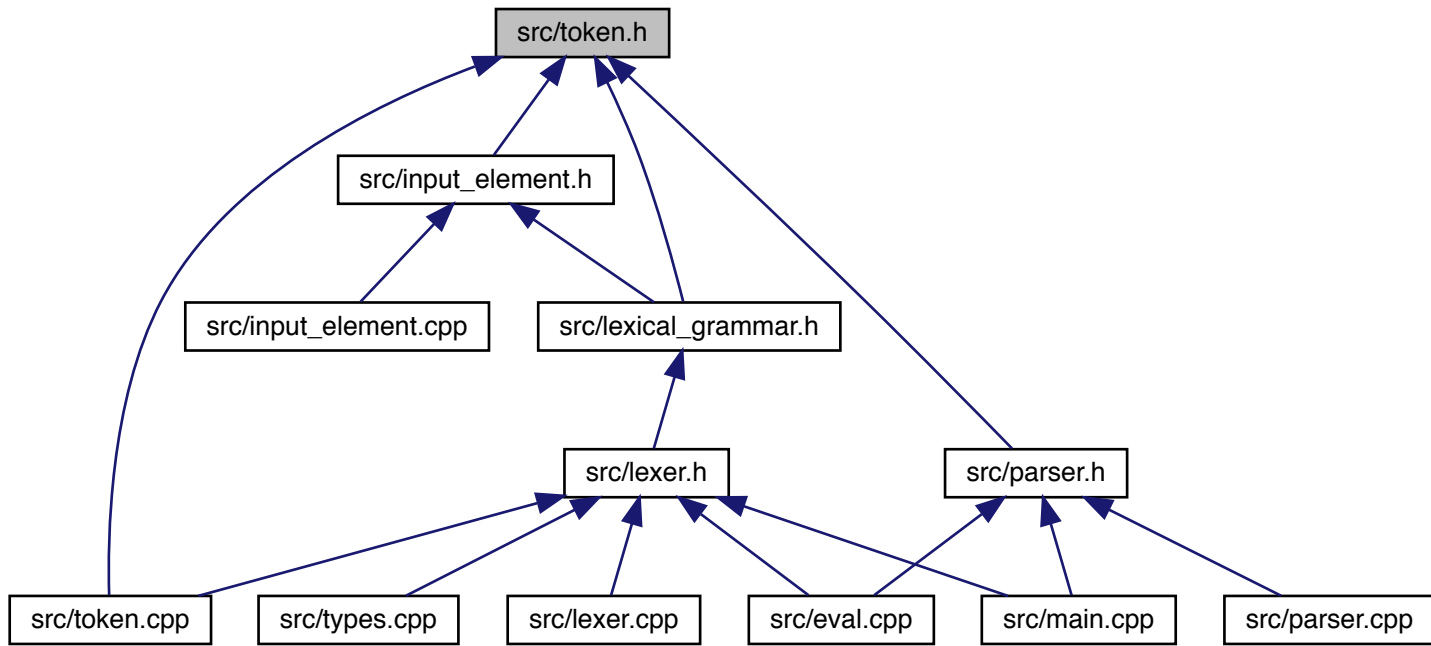 src/token.h
src/input_element.h
src/input_element.cpp
src/lexical_grammar.h
src/lexer.h
src/parser.h
src/token.cpp
src/types.cpp
src/lexer.cpp
src/eval.cpp
src/main.cpp
src/parser.cpp